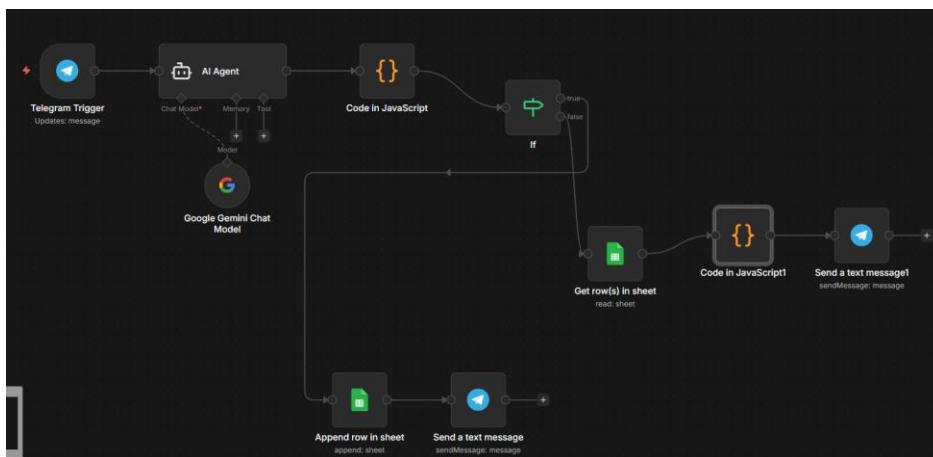 Telegram Trigger
Updates: message
AI Agent
Chat Model*
Memory
Tool
Model
Google Gemini Chat
Model
Code in JavaScript
true
false
If
Get row(s) in sheet
read: sheet
Code in JavaScript1
Send a text message1
sendMessage: message
Append row in sheet
append: sheet
Send a text message
sendMessage: message